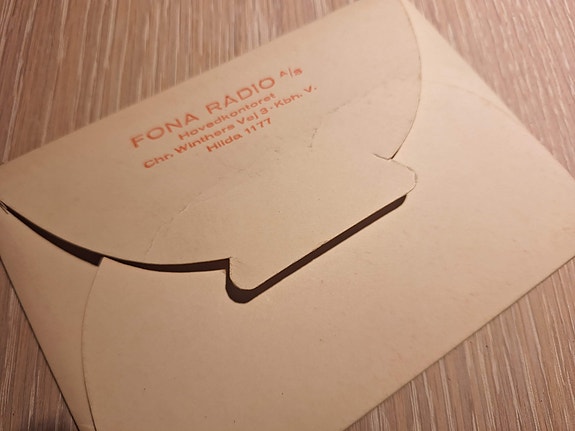 FONA RADIO A/S
Hovedkontoret
Chr. Winthers Vej 3 · Kbh. V.
Hilda 1177